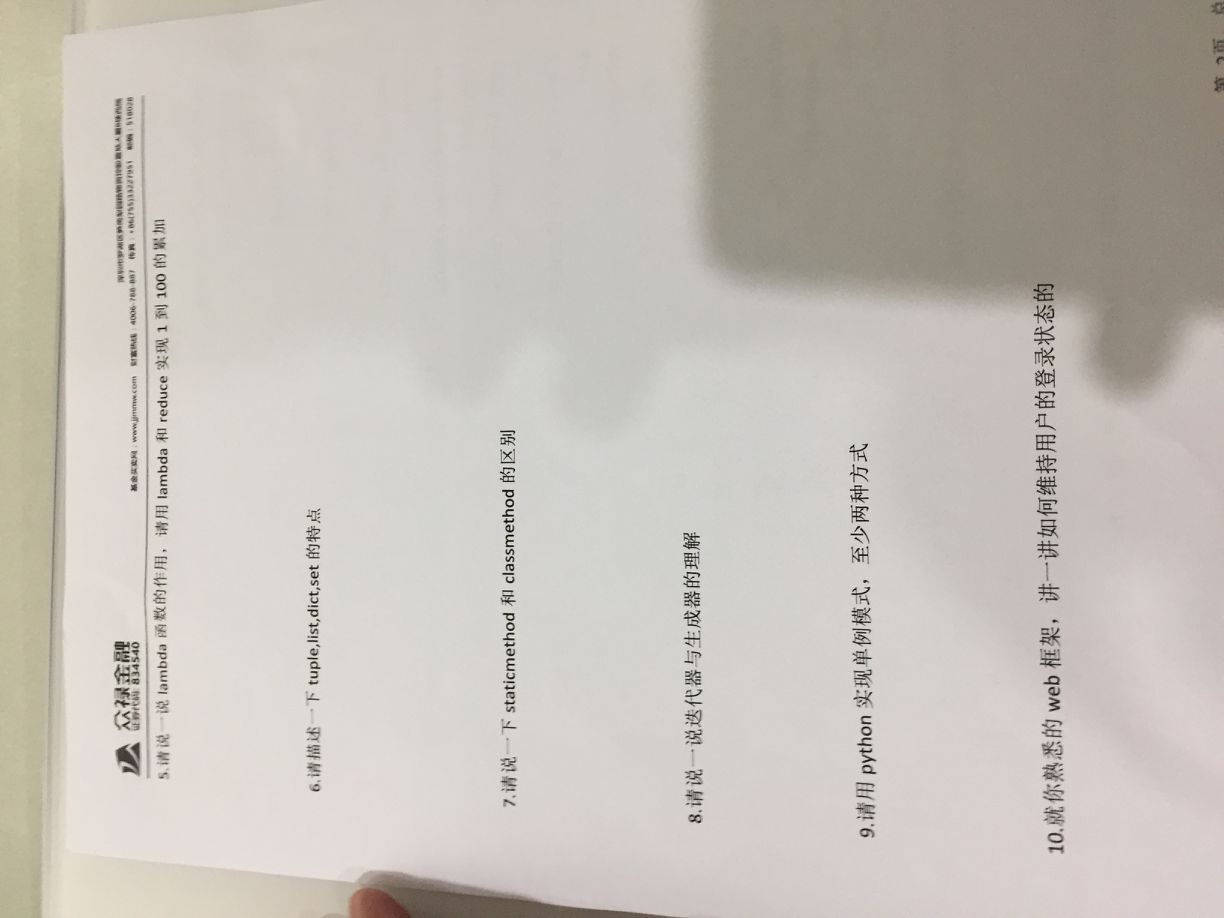 众禄金融
证券代码: 834540
基金买卖网：www.jjmmw.com 财富热线：4006-788-887 传真：+86(755)33227951 邮编：518028
5.请说一说 lambda 函数的作用，请用 lambda 和 reduce 实现 1 到 100 的累加
6.请描述一下 tuple,list,dict,set 的特点
7.请说一下 staticmethod 和 classmethod 的区别
8.请说一说迭代器与生成器的理解
9.请用 python 实现单例模式，至少两种方式
10.就你熟悉的 web 框架，讲一讲如何维持用户的登录状态的